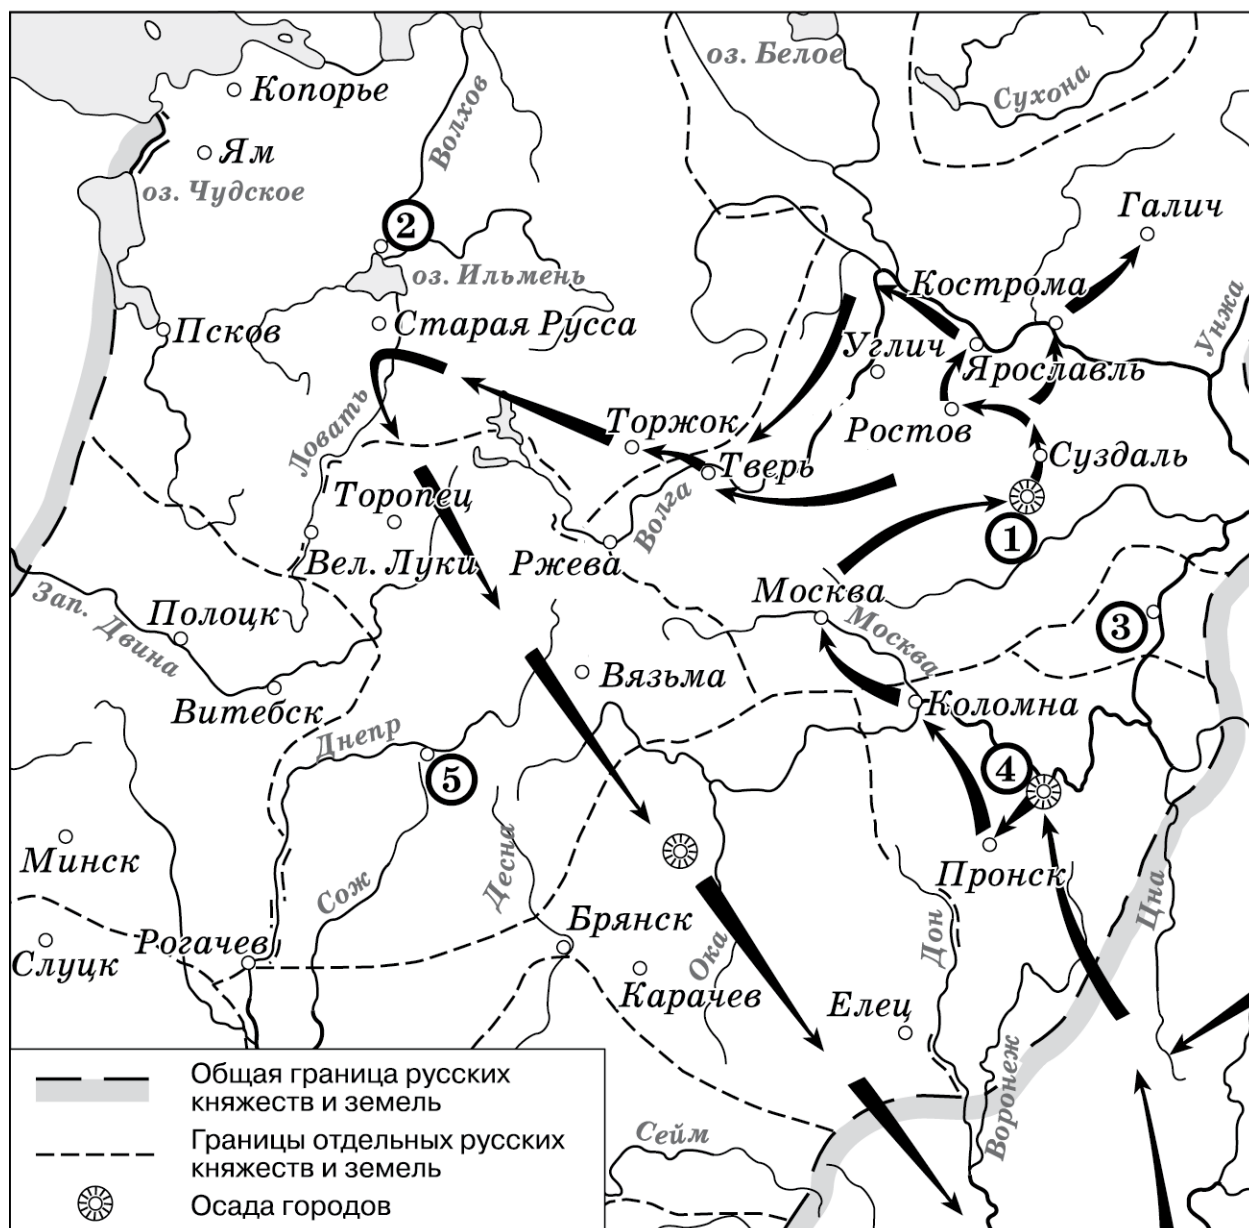 оз. Белое
Копорье
Волхов
Сухона
Ям
оз. Чудское
Галич
2
оз. Ильмень
Кострома
Псков
Старая Русса
Унжа
Углич
Ярославль
Ловать
Торжок
Ростов
Тверь
Суздаль
Торопец
Волга
1
Вел. Луки
Ржева
Зап. Двина
Полоцк
Москва
Москва
3
Вязьма
Витебск
Коломна
Днепр
5
4
Минск
Десна
Пронск
Сож
Цна
Слуцк
Рогачев
Брянск
Ока
Дон
Карачев
Елец
Воронеж
Сейм
Общая граница русских
княжеств и земель
Границы отдельных русских
княжеств и земель
Осада городов